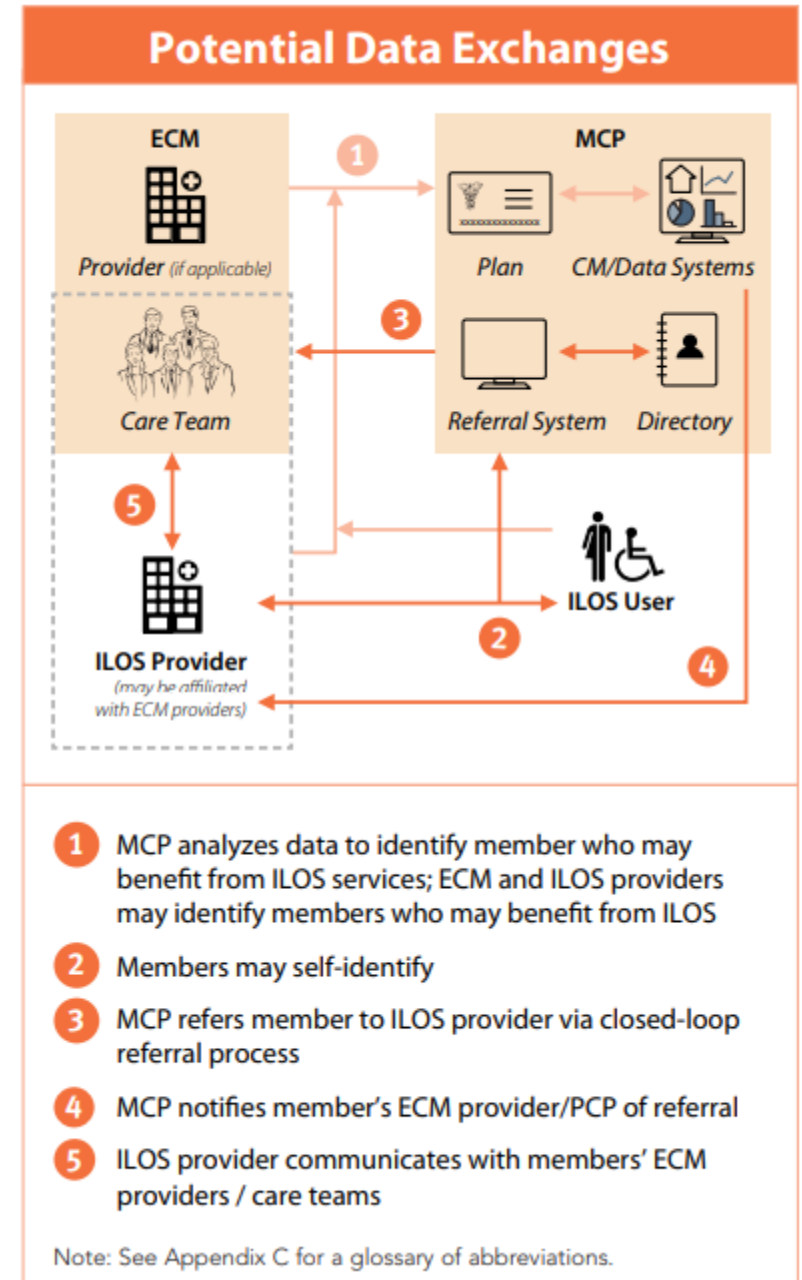 Potential Data Exchanges
ECM
MCP
1
Provider (if applicable)
Plan
CM/Data Systems
3
Care Team
Referral System
Directory
5
ILOS User
2
ILOS Provider
4
(may be affiliated
with ECM providers)
1 MCP analyzes data to identify member who may
benefit from ILOS services; ECM and ILOS providers
may identify members who may benefit from ILOS
2 Members may self-identify
3 MCP refers member to ILOS provider via closed-loop
referral process
4 MCP notifies member’s ECM provider/PCP of referral
5 ILOS provider communicates with members’ ECM
providers / care teams
Note: See Appendix C for a glossary of abbreviations.